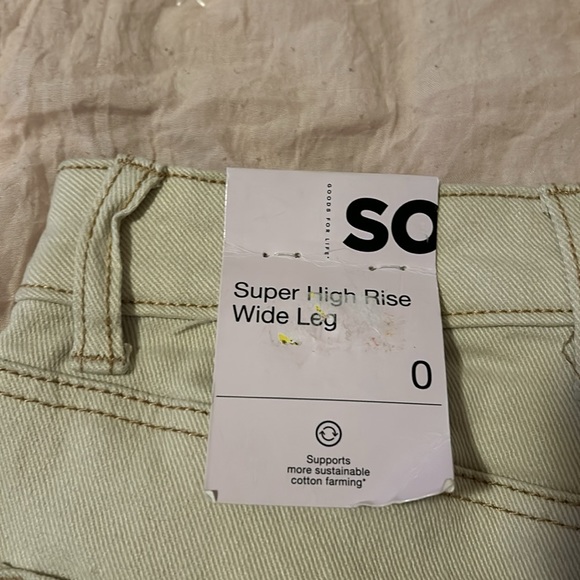 SO
GOODS FOR LIFE
Super High Rise
Wide Leg
0
Supports
more sustainable
cotton farming*